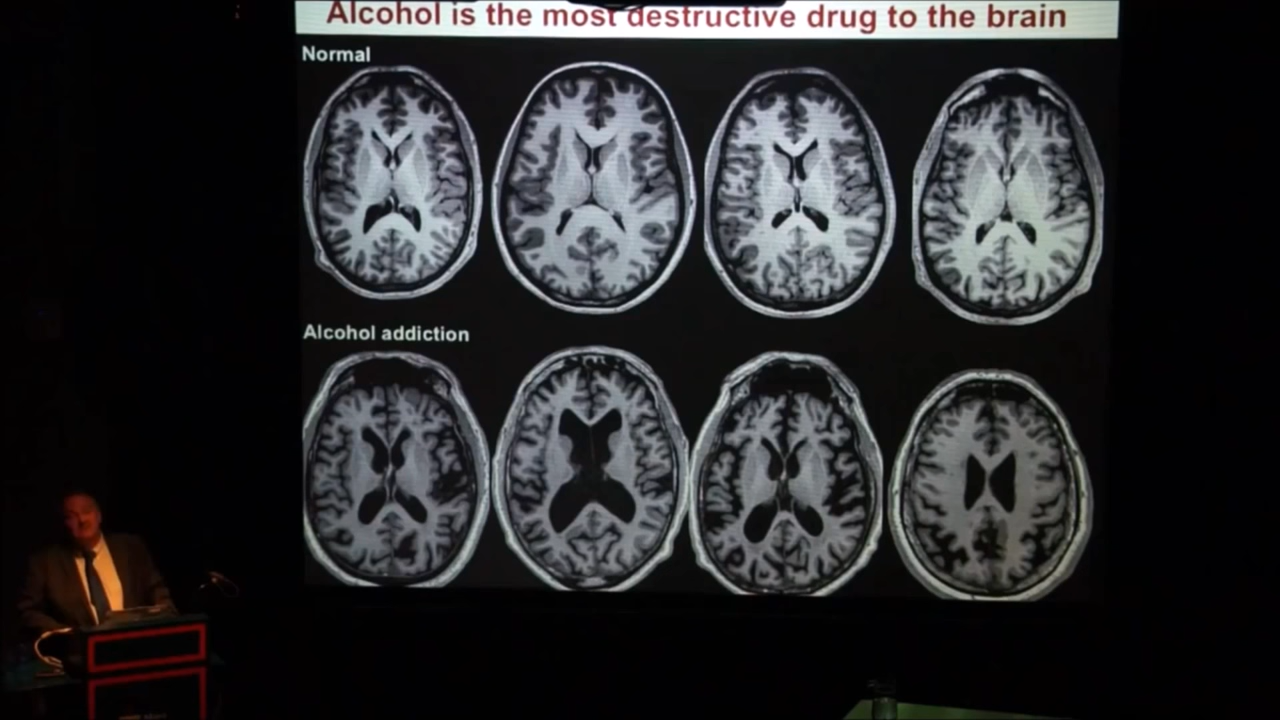 Alcohol is the most destructive drug to the brain
Normal
Alcohol addiction